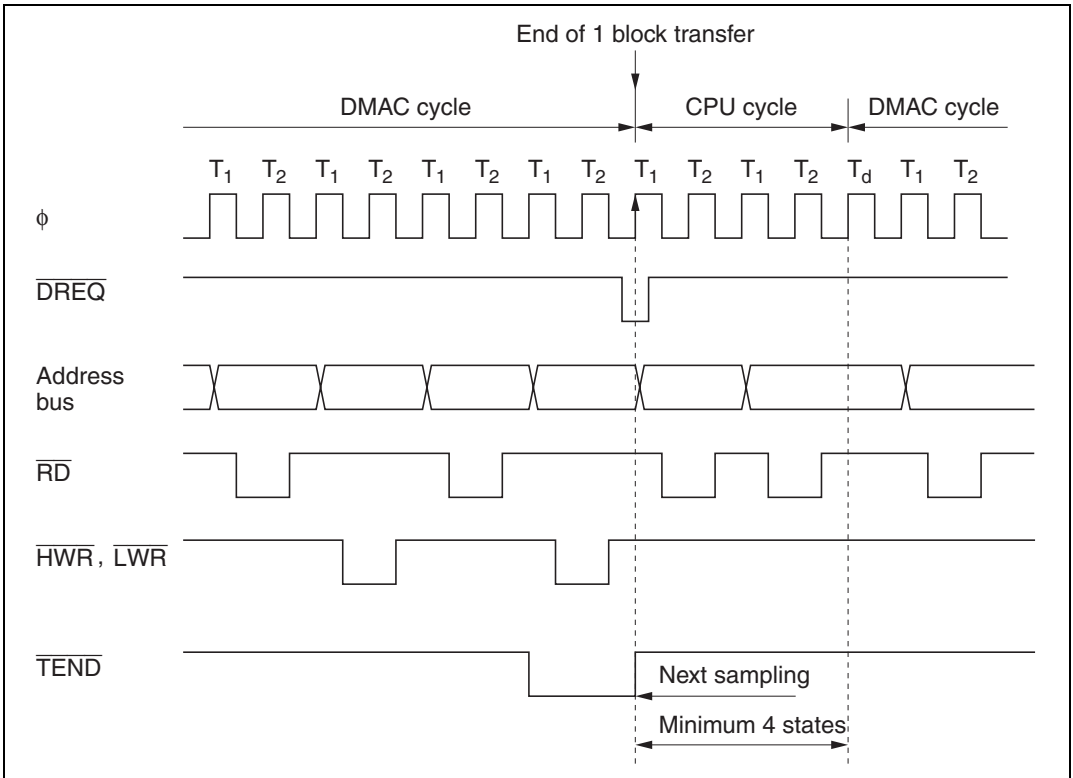 End of 1 block transfer
DMAC cycle CPU cycle DMAC cycle
T1 T2 T1 T2 T1 T2 T1 T2 T1 T2 T1 T2 Td T1 T2
ϕ
DREQ
Address
bus
RD
HWR, LWR
TEND
Next sampling
Minimum 4 states